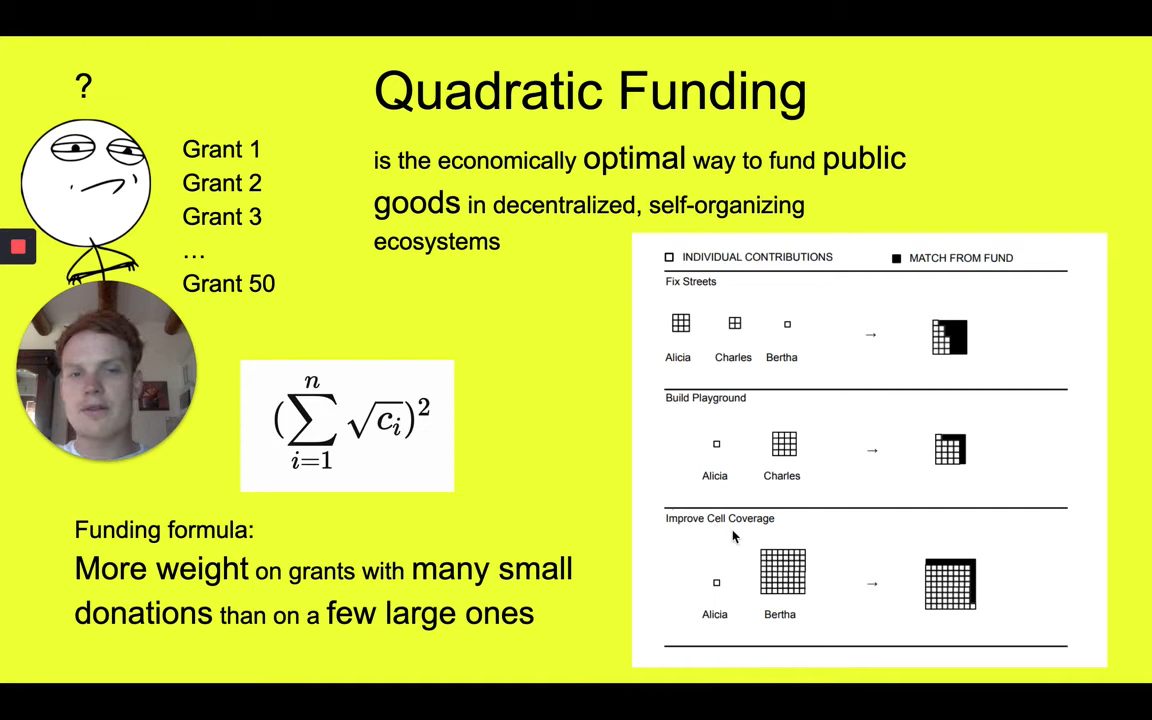 ?
Quadratic Funding
Grant 1
Grant 2
Grant 3
…
Grant 50
is the economically optimal way to fund public
goods in decentralized, self-organizing
ecosystems
INDIVIDUAL CONTRIBUTIONS
MATCH FROM FUND
Fix Streets
Alicia Charles Bertha
→
Build Playground
Alicia Charles
→
Improve Cell Coverage
Alicia Bertha
→
(∑ᵢ₌₁ⁿ √cᵢ)²
Funding formula:
More weight on grants with many small
donations than on a few large ones